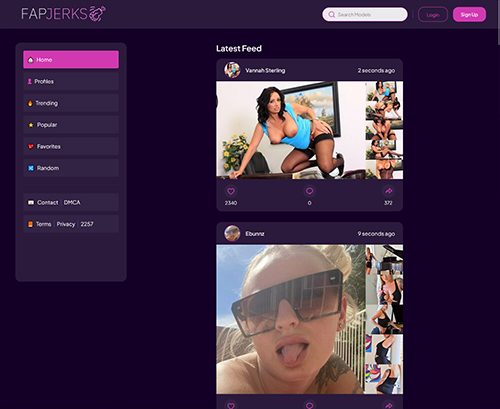 FAPJERKS
Search Models
Login
Sign Up
Home
Profiles
Trending
Popular
Favorites
Random
Contact | DMCA
Terms | Privacy | 2257
Latest Feed
Vannah Sterling 2 seconds ago
2340 0 372
Ebunnz 9 seconds ago